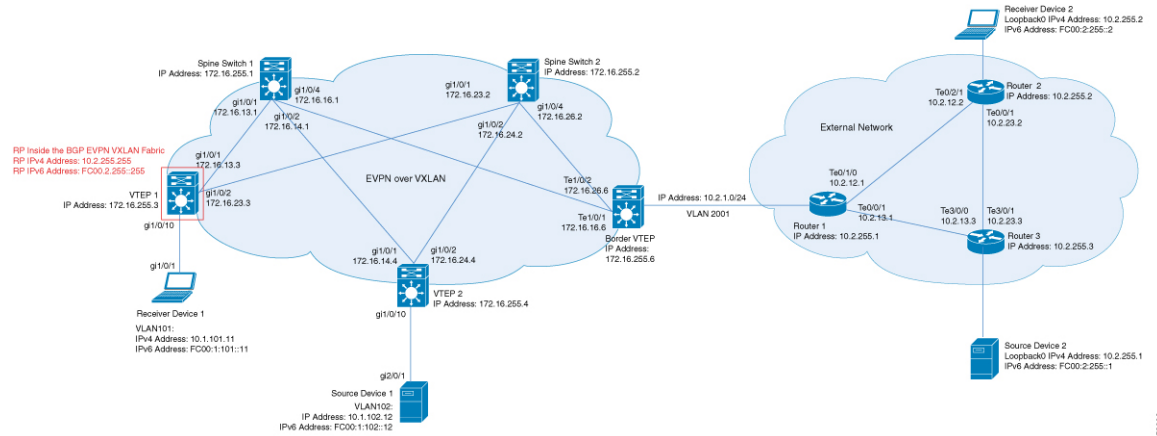 Receiver Device 2
Loopback0 IPv4 Address: 10.2.255.2
IPv6 Address: FC00:2:255::2
Spine Switch 1
IP Address: 172.16.255.1
Spine Switch 2
IP Address: 172.16.255.2
gi1/0/4
172.16.16.1
gi1/0/1
172.16.13.1
gi1/0/2
172.16.14.1
gi1/0/1
172.16.23.2
gi1/0/4
172.16.26.2
gi1/0/2
172.16.24.2
Te0/2/1
10.2.12.2
Router 2
IP Address: 10.2.255.2
Te0/0/1
10.2.23.2
External Network
RP Inside the BGP EVPN VXLAN Fabric
RP IPv4 Address: 10.2.255.255
RP IPv6 Address: FC00.2.255::255
gi1/0/1
172.16.13.3
EVPN over VXLAN
gi1/0/2
172.16.23.3
VTEP 1
IP Address: 172.16.255.3
gi1/0/10
Te1/0/2
172.16.26.6
Te1/0/1
172.16.16.6
Border VTEP
IP Address:
172.16.255.6
IP Address: 10.2.1.0/24
VLAN 2001
Te0/1/0
10.2.12.1
Te0/0/1
10.2.13.1
Router 1
IP Address: 10.2.255.1
Te3/0/0
10.2.13.3
Te3/0/1
10.2.23.3
Router 3
IP Address: 10.2.255.3
gi1/0/1
172.16.14.4
gi1/0/2
172.16.24.4
VTEP 2
IP Address: 172.16.255.4
gi1/0/10
gi1/0/1
Receiver Device 1
VLAN101:
IPv4 Address: 10.1.101.11
IPv6 Address: FC00:1:101::11
gi2/0/1
Source Device 1
VLAN102:
IP Address: 10.1.102.12
IPv6 Address: FC00:1:102::12
Source Device 2
Loopback0 IPv4 Address: 10.2.255.1
IPv6 Address: FC00:2:255::1